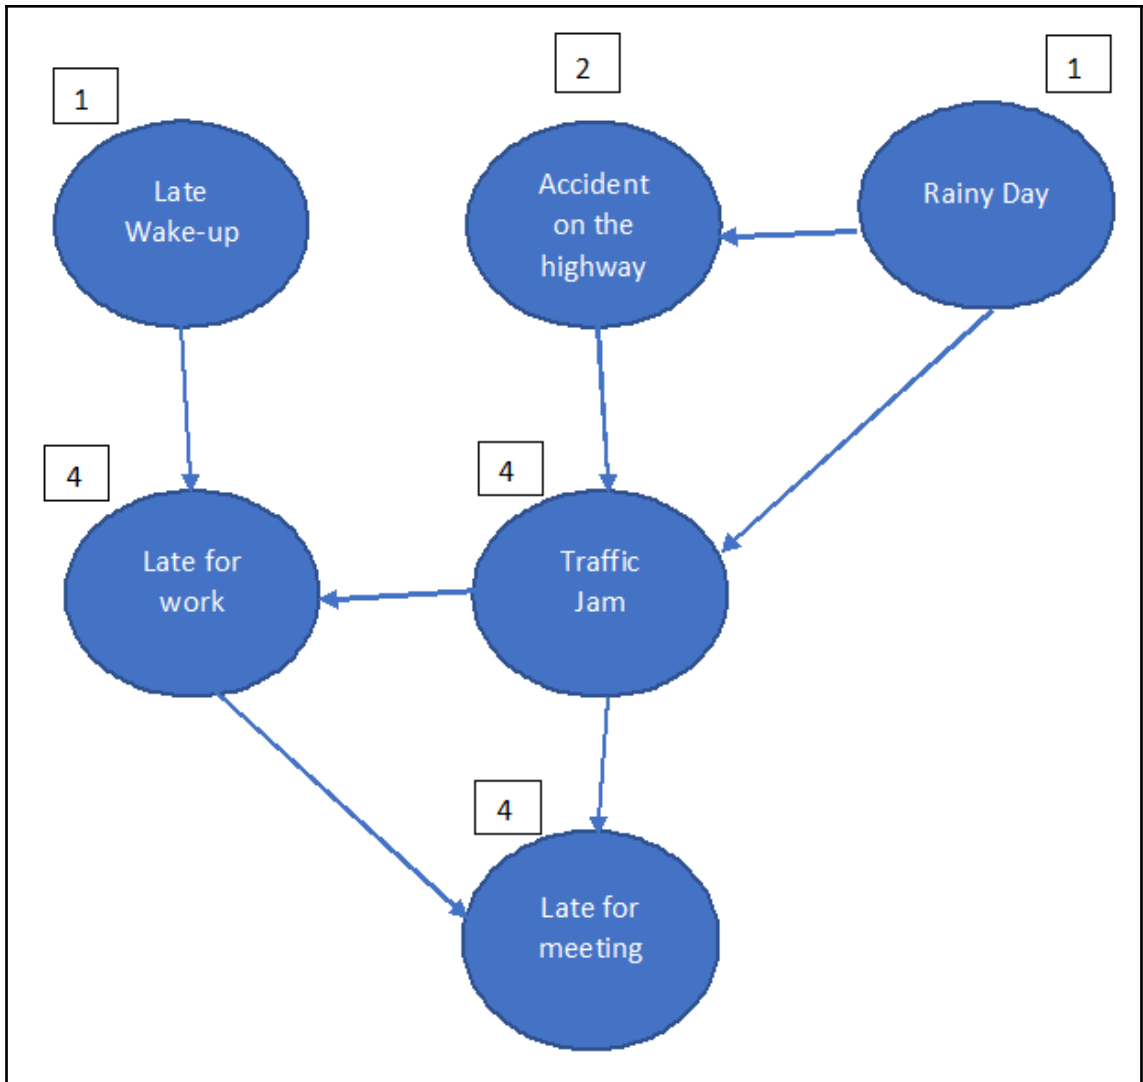 1
2
1
Late
Wake-up
Accident
on the
highway
Rainy Day
4
4
Late for
work
Traffic
Jam
4
Late for
meeting